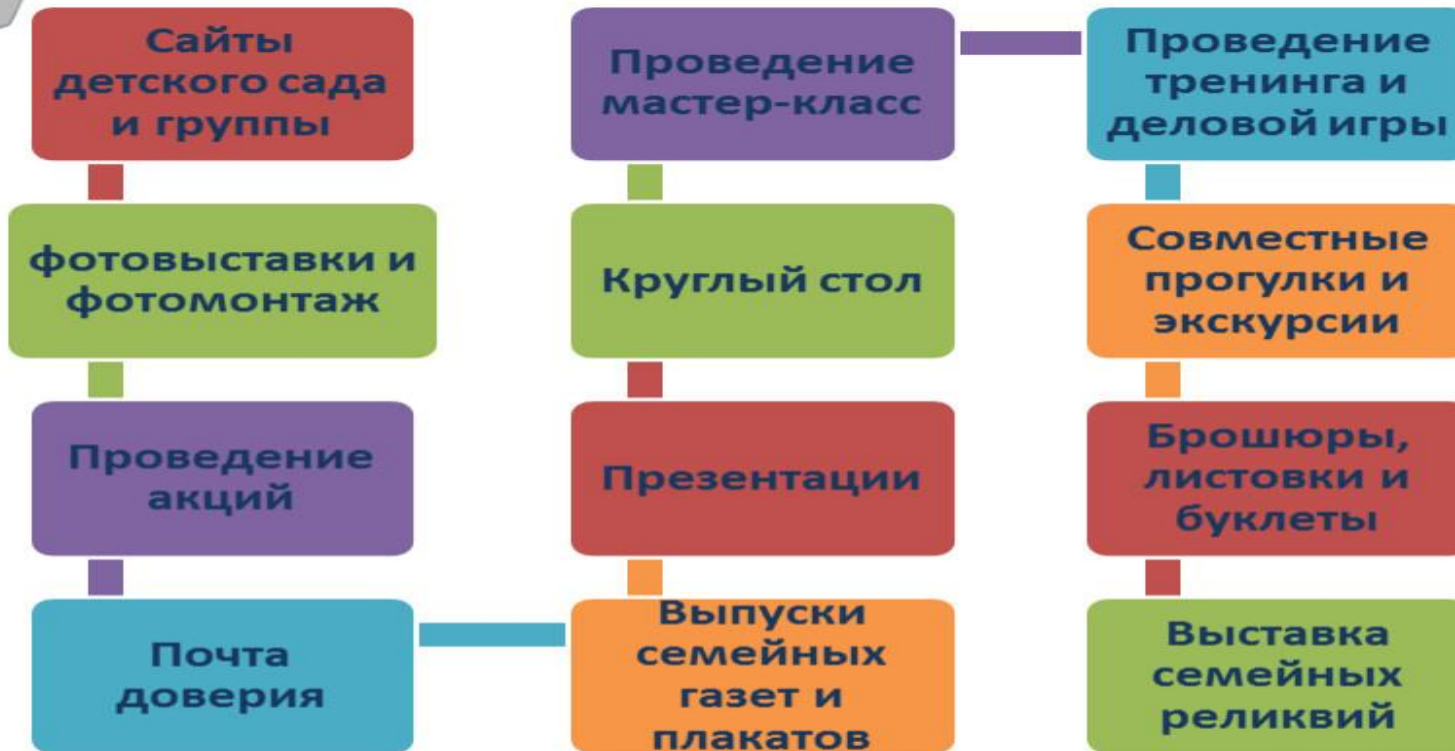 Сайты
детского сада
и группы
фотовыставки и
фотомонтаж
Проведение
акций
Почта
доверия
Выпуски
семейных
газет и
плакатов
Презентации
Круглый стол
Проведение
мастер-класс
Проведение
тренинга и
деловой игры
Совместные
прогулки и
экскурсии
Брошюры,
листовки и
буклеты
Выставка
семейных
реликвий